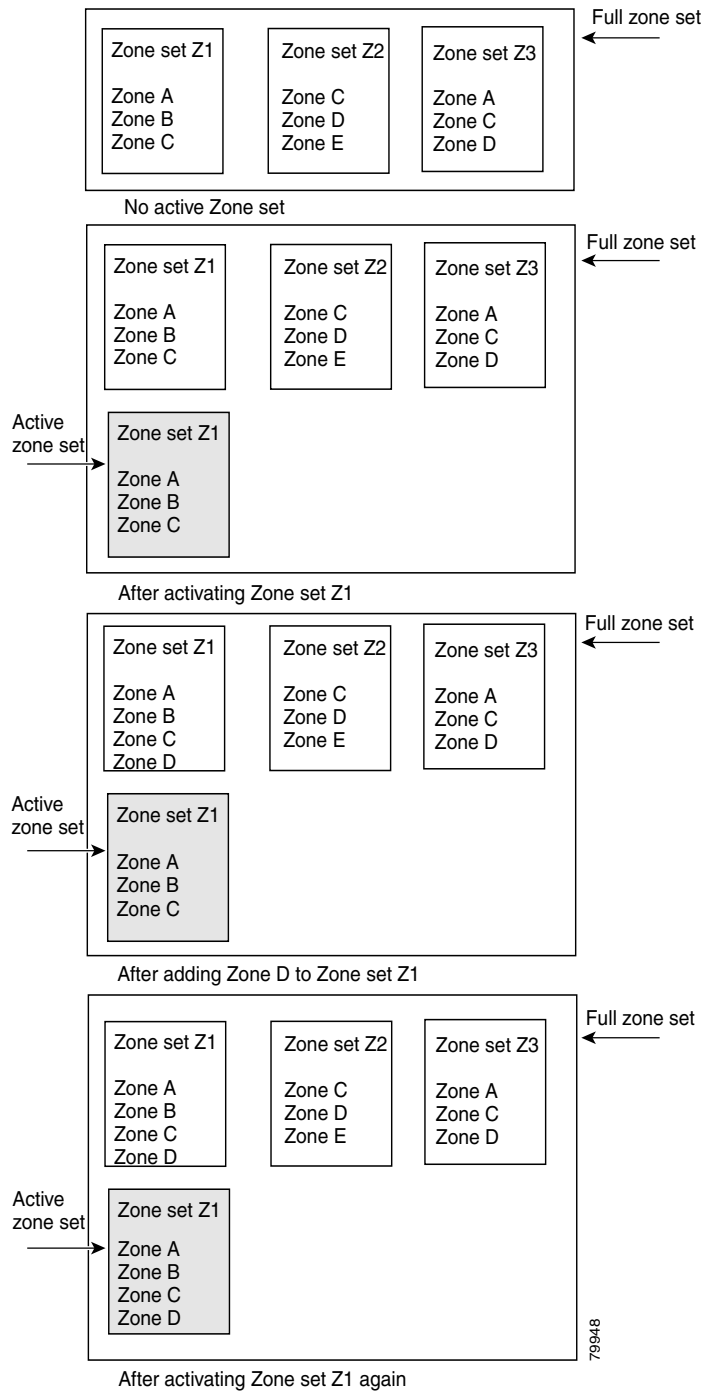 Full zone set
Zone set Z1
Zone A
Zone B
Zone C
Zone set Z2
Zone C
Zone D
Zone E
Zone set Z3
Zone A
Zone C
Zone D
No active Zone set
Full zone set
Zone set Z1
Zone A
Zone B
Zone C
Zone set Z2
Zone C
Zone D
Zone E
Zone set Z3
Zone A
Zone C
Zone D
Active
zone set
Zone set Z1
Zone A
Zone B
Zone C
After activating Zone set Z1
Full zone set
Zone set Z1
Zone A
Zone B
Zone C
Zone D
Zone set Z2
Zone C
Zone D
Zone E
Zone set Z3
Zone A
Zone C
Zone D
Active
zone set
Zone set Z1
Zone A
Zone B
Zone C
After adding Zone D to Zone set Z1
Full zone set
Zone set Z1
Zone A
Zone B
Zone C
Zone D
Zone set Z2
Zone C
Zone D
Zone E
Zone set Z3
Zone A
Zone C
Zone D
Active
zone set
Zone set Z1
Zone A
Zone B
Zone C
Zone D
79948
After activating Zone set Z1 again